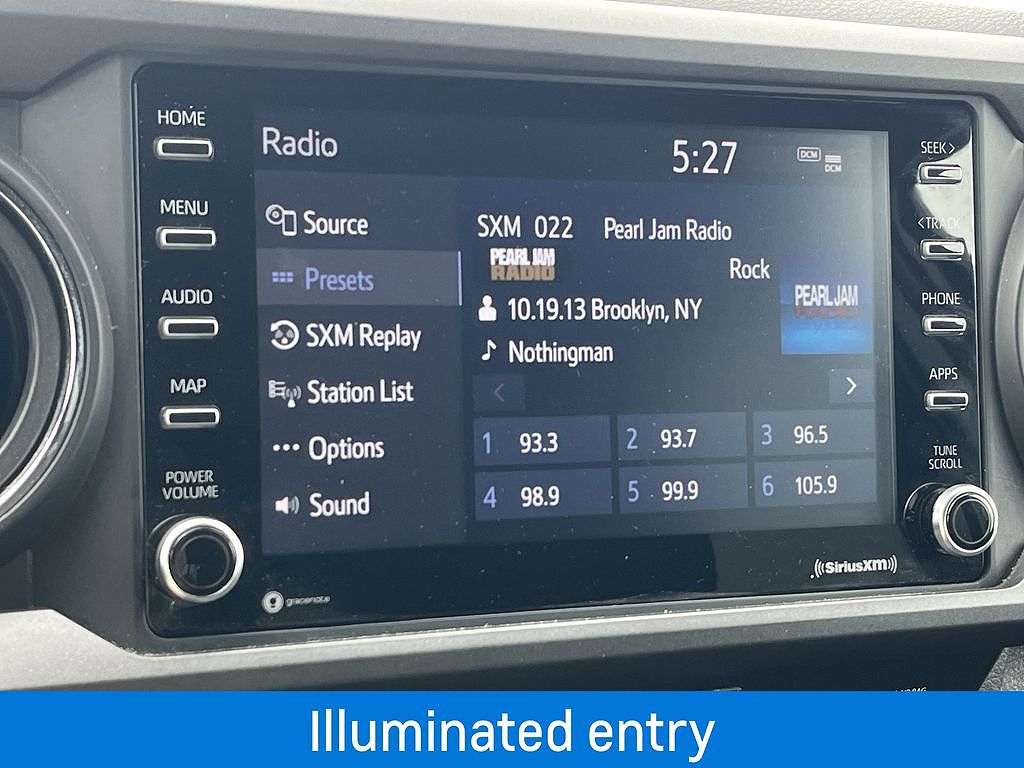 HOME
MENU
AUDIO
MAP
POWER
VOLUME
Radio
5:27
DCM
DCM
Source
Presets
SXM Replay
Station List
Options
Sound
SXM 022 Pearl Jam Radio
PEARL JAM
RADIO
Rock
PEARL JAM
RADIO
10.19.13 Brooklyn, NY
Nothingman
< >
1 93.3 2 93.7 3 96.5
4 98.9 5 99.9 6 105.9
SEEK >
< TRACK
PHONE
APPS
TUNE
SCROLL
gracenote
((SiriusXM))
Illuminated entry